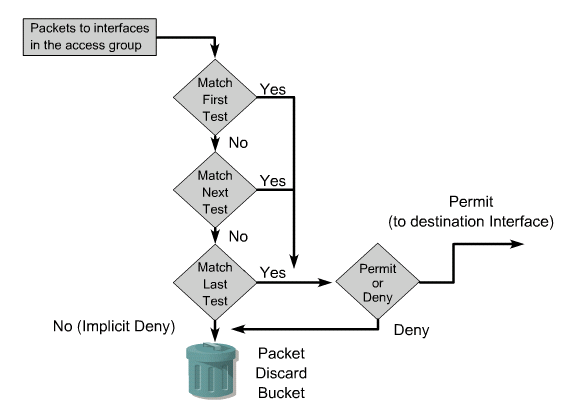 Packets to interfaces
in the access group
Match
First
Test
Yes
No
Match
Next
Test
Yes
No
Match
Last
Test
Yes
Permit
or
Deny
Permit
(to destination Interface)
Deny
No (Implicit Deny)
Packet
Discard
Bucket